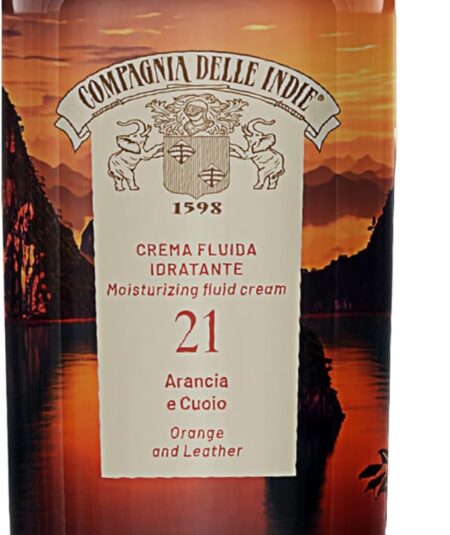 COMPAGNIA DELLE INDIE®
1598
CREMA FLUIDA
IDRATANTE
Moisturizing fluid cream
21
Arancia
e Cuoio
Orange
and Leather